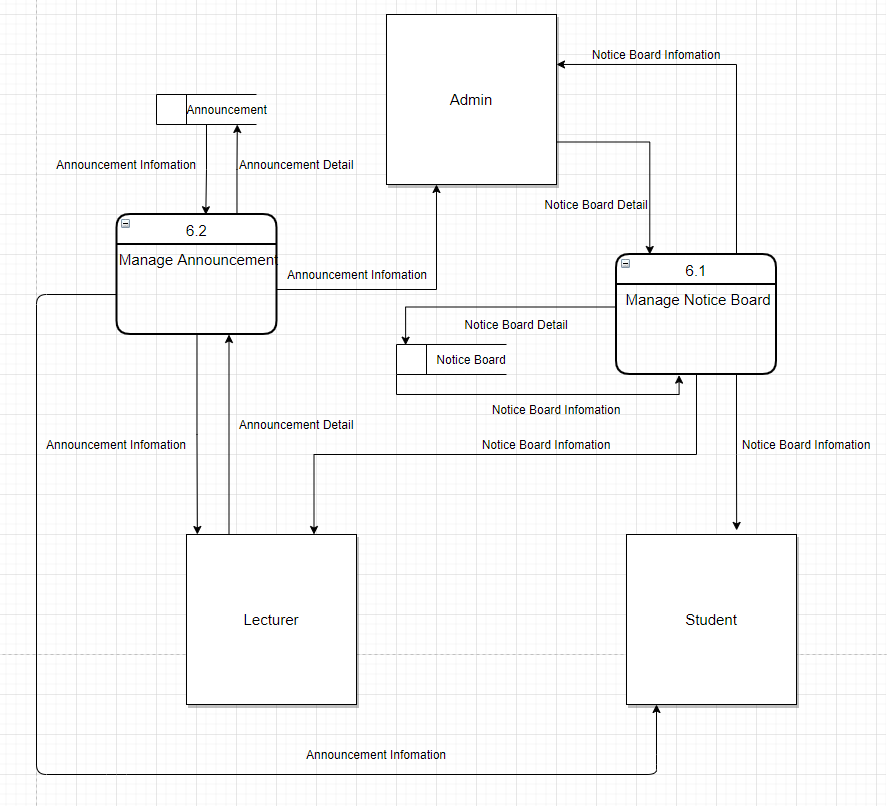 Notice Board Infomation
Admin
Announcement
Announcement Infomation
Announcement Detail
Notice Board Detail
6.2
Manage Announcement
Announcement Infomation
6.1
Manage Notice Board
Notice Board Detail
Notice Board
Notice Board Infomation
Announcement Detail
Announcement Infomation
Notice Board Infomation
Notice Board Infomation
Lecturer
Student
Announcement Infomation